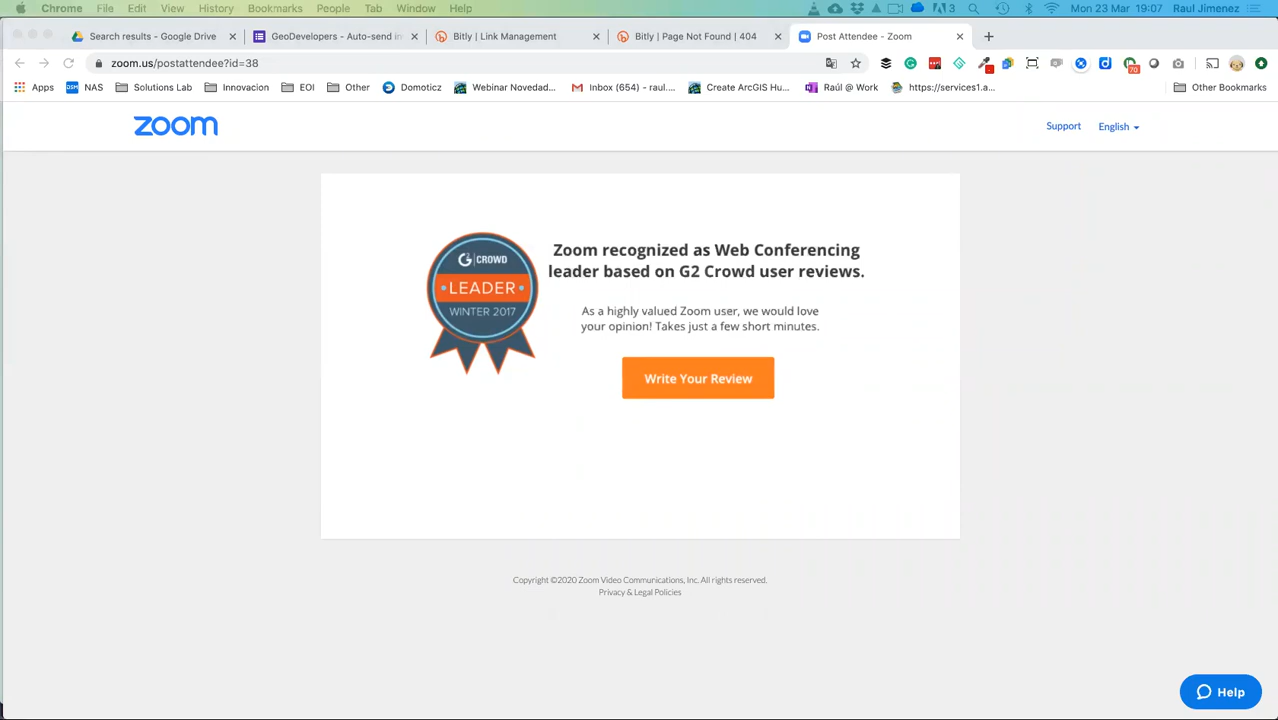 Chrome File Edit View History Bookmarks People Tab Window Help 3 Mon 23 Mar 19:07 Raul Jimenez
Search results - Google Drive GeoDevelopers - Auto-send in Bitly | Link Management Bitly | Page Not Found | 404 Post Attendee - Zoom
zoom.us/postattendee?id=38 70
Apps NAS Solutions Lab Innovacion EOI Other Domoticz Webinar Novedad... Inbox (654) - raul.... Create ArcGIS Hu... Raúl @ Work https://services1.a... Other Bookmarks
zoom Support English
Zoom recognized as Web Conferencing
leader based on G2 Crowd user reviews.
G2 CROWD
LEADER
WINTER 2017
As a highly valued Zoom user, we would love
your opinion! Takes just a few short minutes.
Write Your Review
Copyright ©2020 Zoom Video Communications, Inc. All rights reserved.
Privacy & Legal Policies
Help